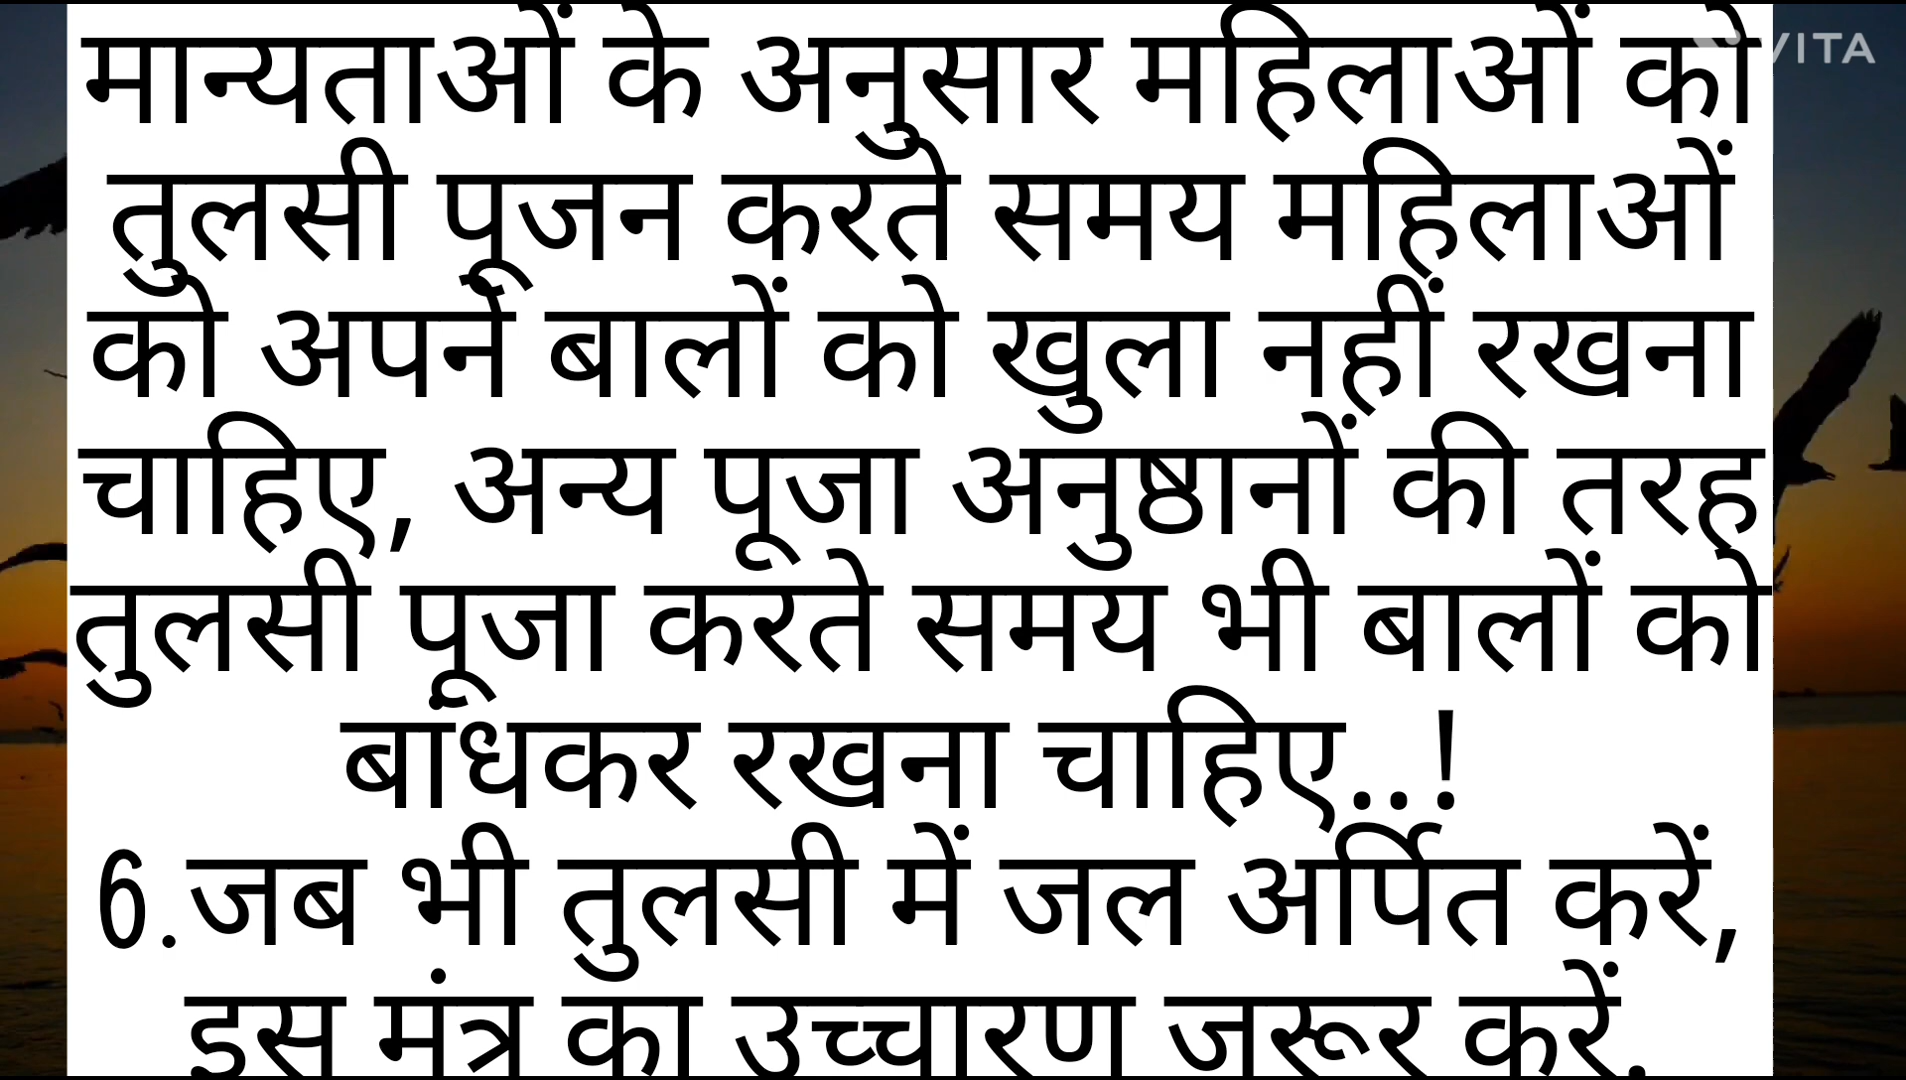 मान्यताओं के अनुसार महिलाओं को
तुलसी पूजन करते समय महिलाओं
को अपने बालों को खुला नहीं रखना
चाहिए, अन्य पूजा अनुष्ठानों की तरह
तुलसी पूजा करते समय भी बालों को
बांधकर रखना चाहिए..!
6.जब भी तुलसी में जल अर्पित करें,
इस मंत्र का उच्चारण जरूर करें.
VITA